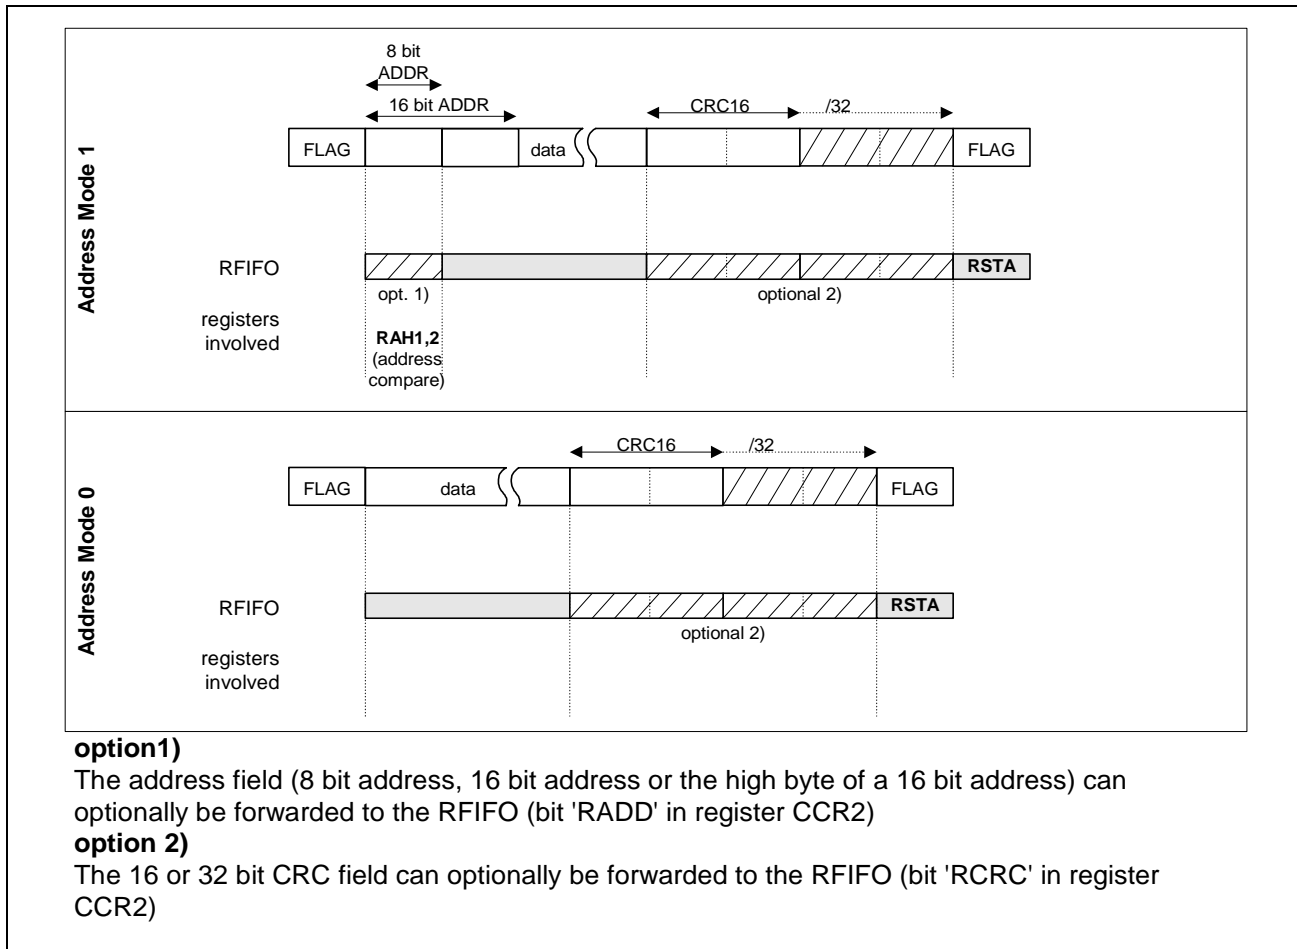 Address Mode 1
8 bit
ADDR
16 bit ADDR
CRC16 /32
FLAG data FLAG
RFIFO RSTA
opt. 1) optional 2)
registers
involved
RAH1,2
(address
compare)
Address Mode 0
CRC16 /32
FLAG data FLAG
RFIFO RSTA
optional 2)
registers
involved
option1)
The address field (8 bit address, 16 bit address or the high byte of a 16 bit address) can
optionally be forwarded to the RFIFO (bit 'RADD' in register CCR2)
option 2)
The 16 or 32 bit CRC field can optionally be forwarded to the RFIFO (bit 'RCRC' in register
CCR2)